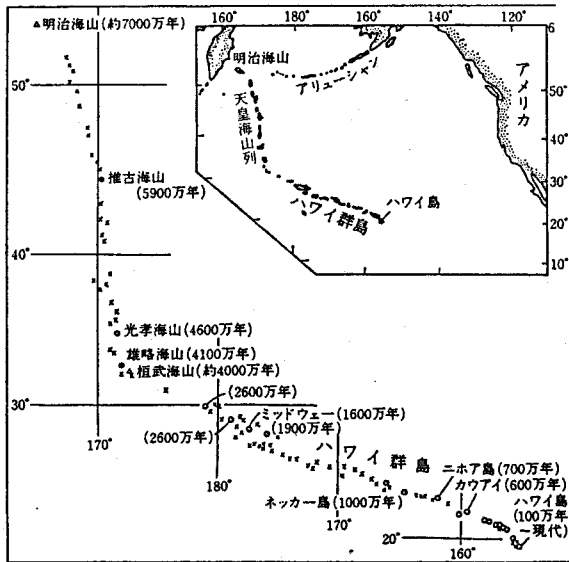 ▲明治海山(約7000万年)
160° 180° 160° 140° 120° 6
明治海山
アリューシャン
アメリカ
50°
天皇海山列
50°
40°
推古海山
(5900万年)
30°
ハワイ島
ハワイ群島
20°
10°
180° 160°
40°
光孝海山(4600万年)
雄略海山(4100万年)
桓武海山(約4000万年)
(2600万年)
30°
ミッドウェー(1600万年)
(2600万年)
(1900万年)
170°
ハワイ群島
ニホア島(700万年)
180°
カウアイ(600万年)
ネッカー島(1000万年)
ハワイ島
170°
(100万年
~現代)
20°
160°